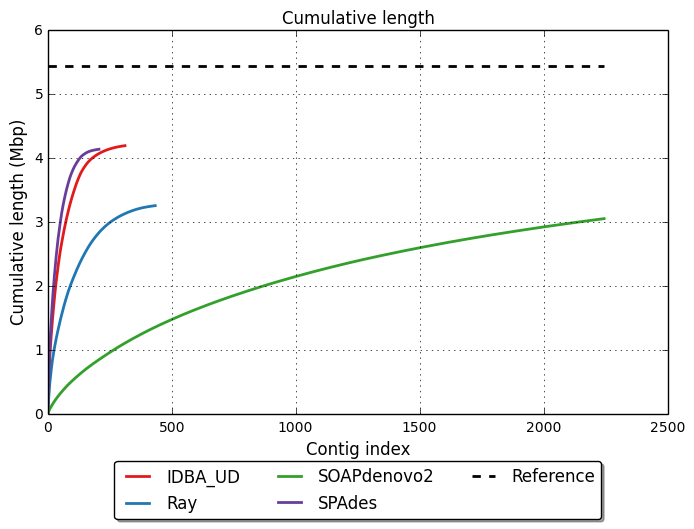 Cumulative length
6
5
4
3
2
1
0
Cumulative length (Mbp)
0 500 1000 1500 2000 2500
Contig index
IDBA_UD SOAPdenovo2 Reference
Ray SPAdes